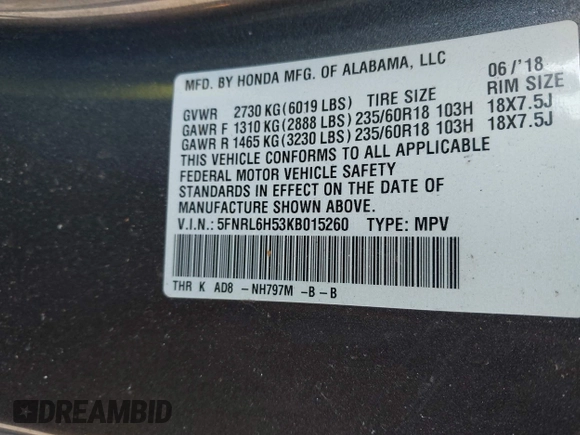 MFD. BY HONDA MFG. OF ALABAMA, LLC 06/'18
GVWR 2730 KG(6019 LBS) TIRE SIZE RIM SIZE
GAWR F 1310 KG(2888 LBS) 235/60R18 103H 18X7.5J
GAWR R 1465 KG(3230 LBS) 235/60R18 103H 18X7.5J
THIS VEHICLE CONFORMS TO ALL APPLICABLE
FEDERAL MOTOR VEHICLE SAFETY
STANDARDS IN EFFECT ON THE DATE OF
MANUFACTURE SHOWN ABOVE.
V.I.N.: 5FNRL6H53KB015260 TYPE: MPV
THR K AD8 -NH797M -B-B
DREAMBID